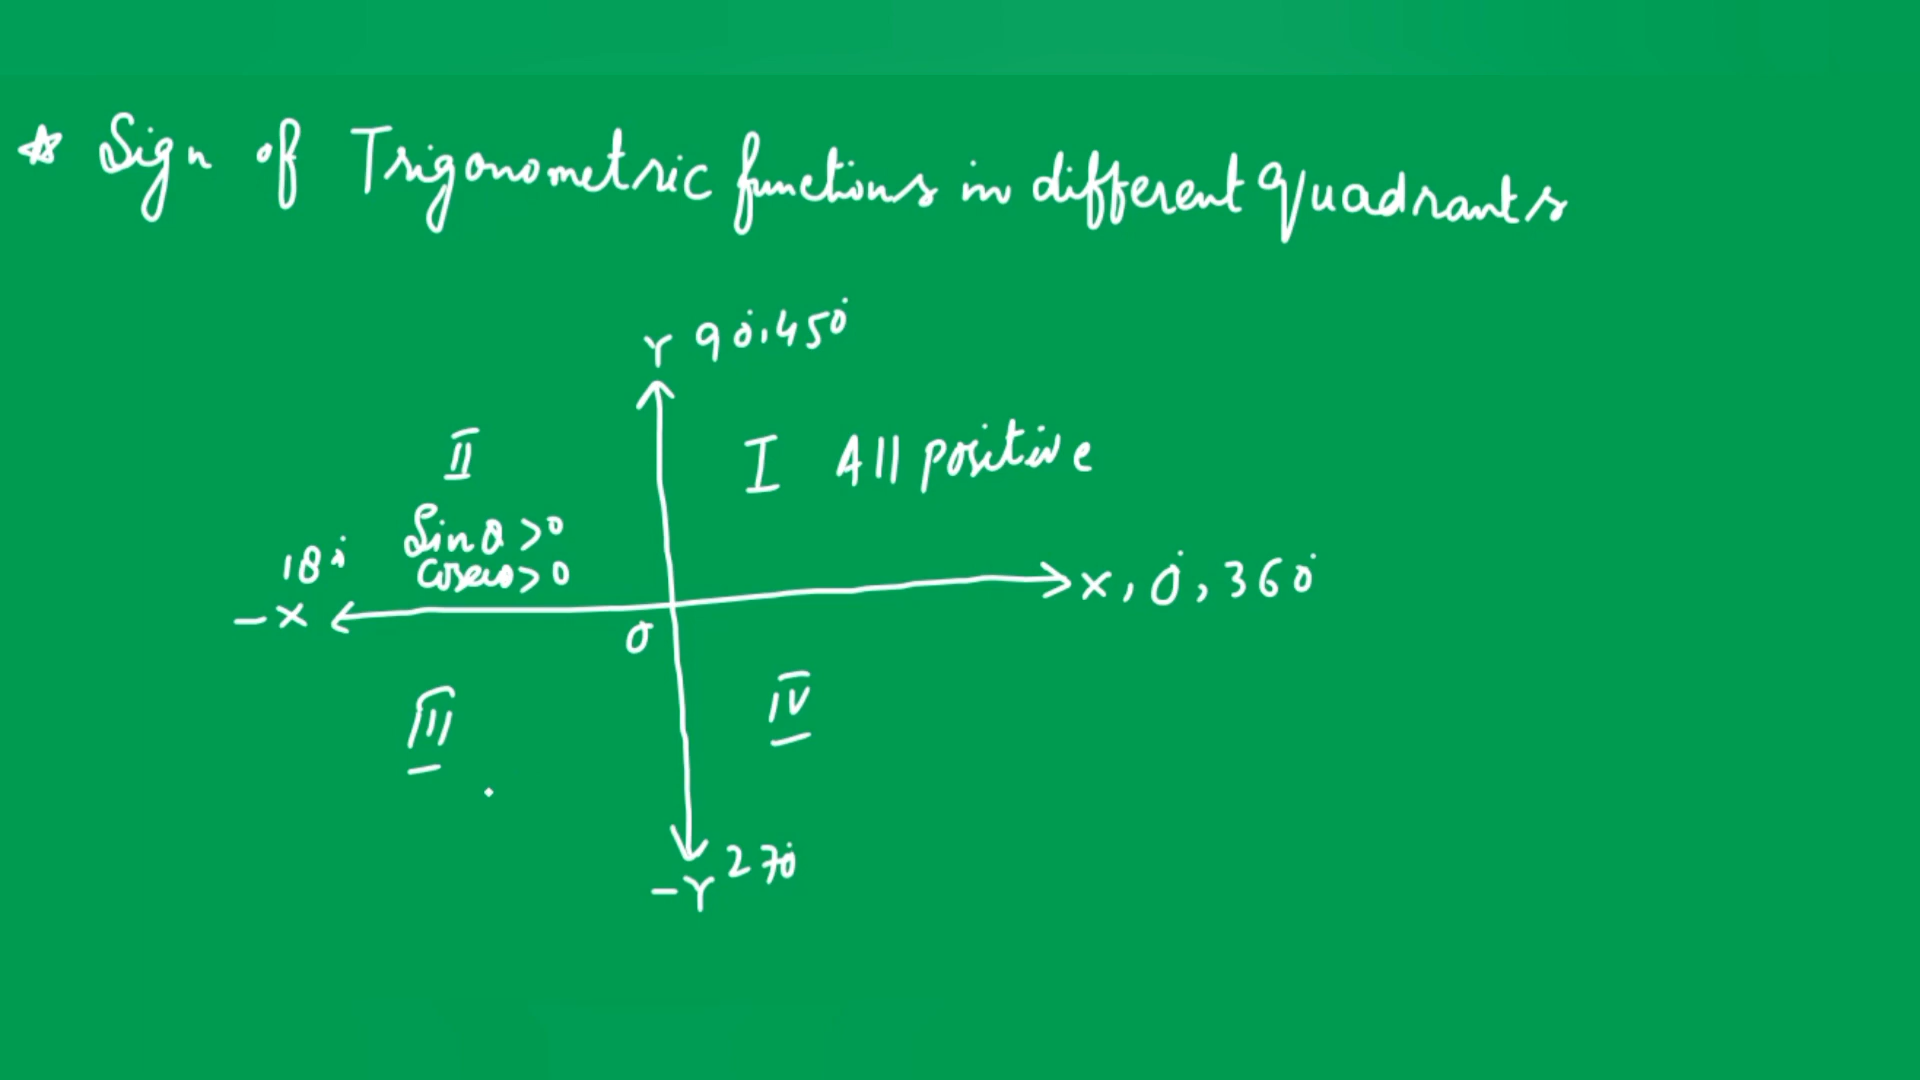 * Sign of Trigonometric functions in different quadrants
Y 90°, 450°
II
I All positive
Sin θ > 0
180°
Cosec θ > 0
-X
X, 0°, 360°
O
III
IV
270°
-Y